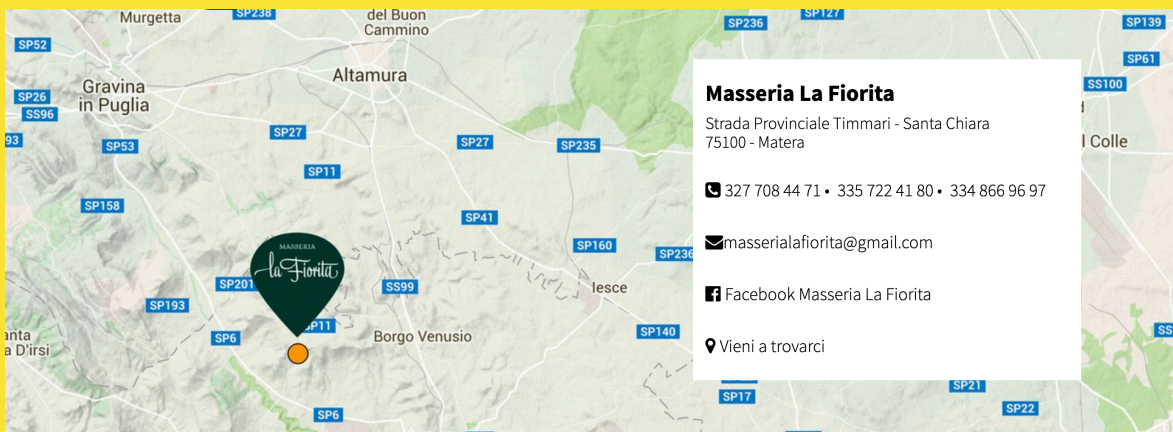 Murgetta
SP238
del Buon
Cammino
SP236
SP127
SP139
SP52
SP61
Gravina
in Puglia
Altamura
SS100
SP26
SS96
93
SP53
SP27
SP27
SP235
l Colle
SP11
SP158
SP41
SP160
SP236
SP201
SS99
Iesce
SP193
SP11
SP6
Borgo Venusio
SP140
SS
anta
a D'irsi
SP21
SP17
SP22
SP6
MASSERIA
la Fiorita
Masseria La Fiorita
Strada Provinciale Timmari - Santa Chiara
75100 - Matera
327 708 44 71 • 335 722 41 80 • 334 866 96 97
masserialafiorita@gmail.com
Facebook Masseria La Fiorita
Vieni a trovarci